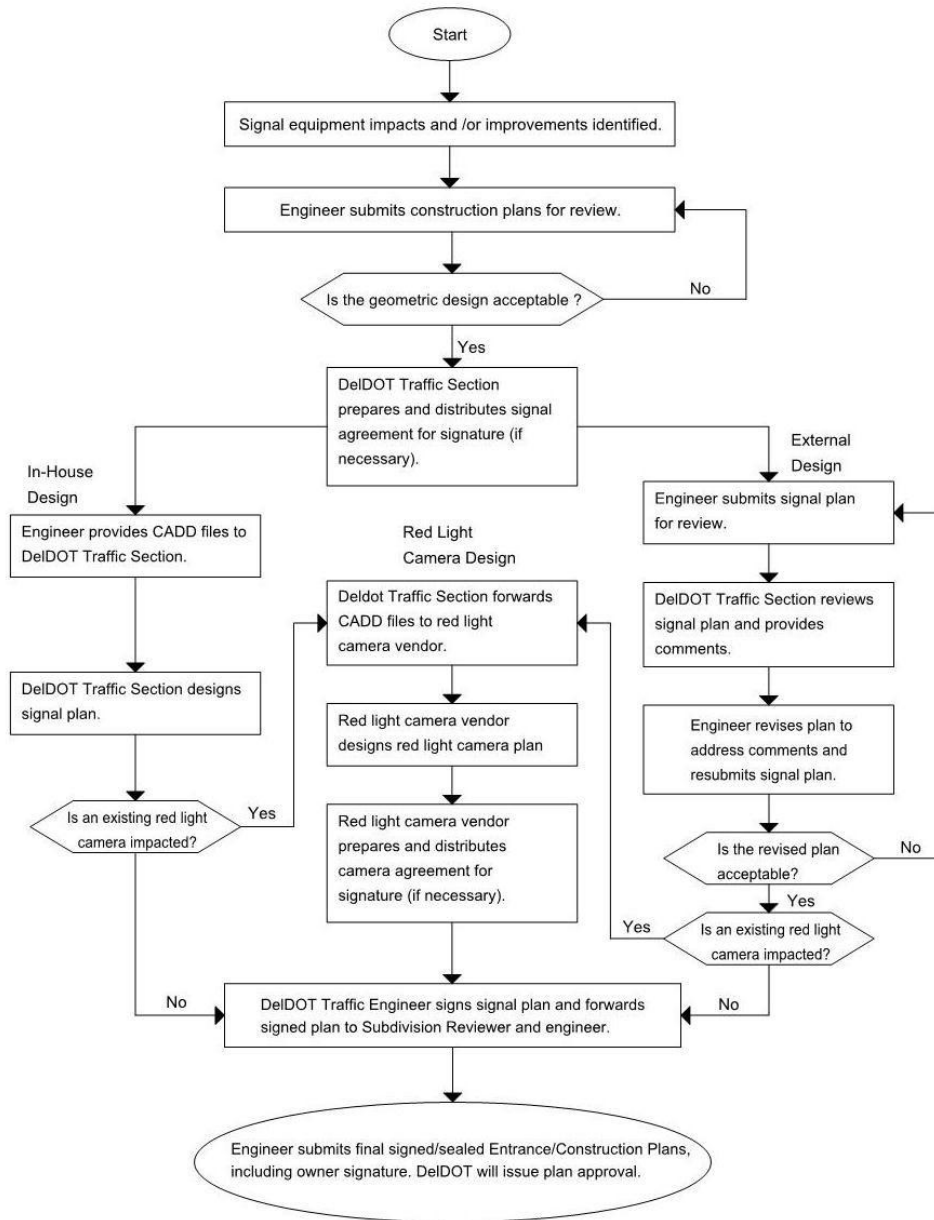 Start
Signal equipment impacts and /or improvements identified.
Engineer submits construction plans for review.
Is the geometric design acceptable ?
No
Yes
DelDOT Traffic Section
prepares and distributes signal
agreement for signature (if
necessary).
In-House
Design
Engineer provides CADD files to
DelDOT Traffic Section.
DelDOT Traffic Section designs
signal plan.
Is an existing red light
camera impacted?
Yes
No
Red Light
Camera Design
Deldot Traffic Section forwards
CADD files to red light
camera vendor.
Red light camera vendor
designs red light camera plan
Red light camera vendor
prepares and distributes
camera agreement for
signature (if necessary).
External
Design
Engineer submits signal plan
for review.
DelDOT Traffic Section reviews
signal plan and provides
comments.
Engineer revises plan to
address comments and
resubmits signal plan.
Is the revised plan
acceptable?
No
Yes
Is an existing red light
camera impacted?
Yes
No
DelDOT Traffic Engineer signs signal plan and forwards
signed plan to Subdivision Reviewer and engineer.
Engineer submits final signed/sealed Entrance/Construction Plans,
including owner signature. DelDOT will issue plan approval.